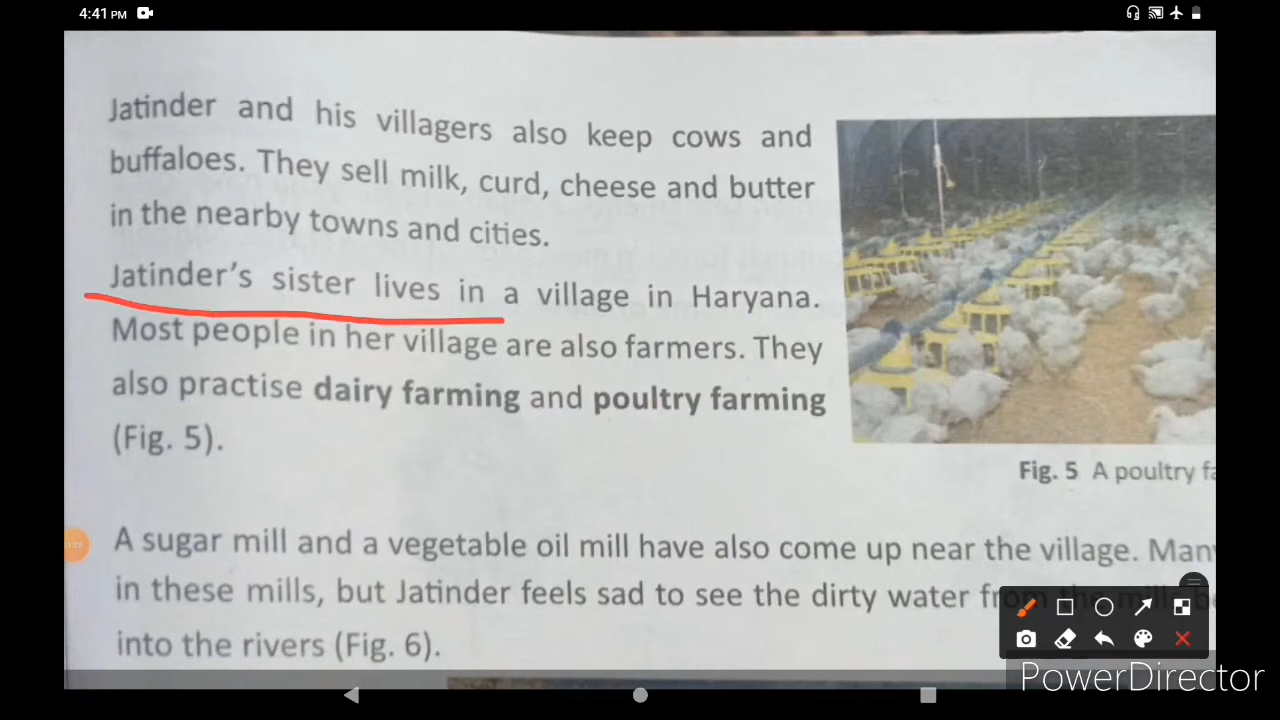 4:41 PM
Jatinder and his villagers also keep cows and
buffaloes. They sell milk, curd, cheese and butter
in the nearby towns and cities.
Jatinder's sister lives in a village in Haryana.
Most people in her village are also farmers. They
also practise dairy farming and poultry farming
(Fig. 5).
Fig. 5 A poultry
A sugar mill and a vegetable oil mill have also come up near the village.
in these mills, but Jatinder feels sad to see the dirty water from the mills
into the rivers (Fig. 6).
PowerDirector